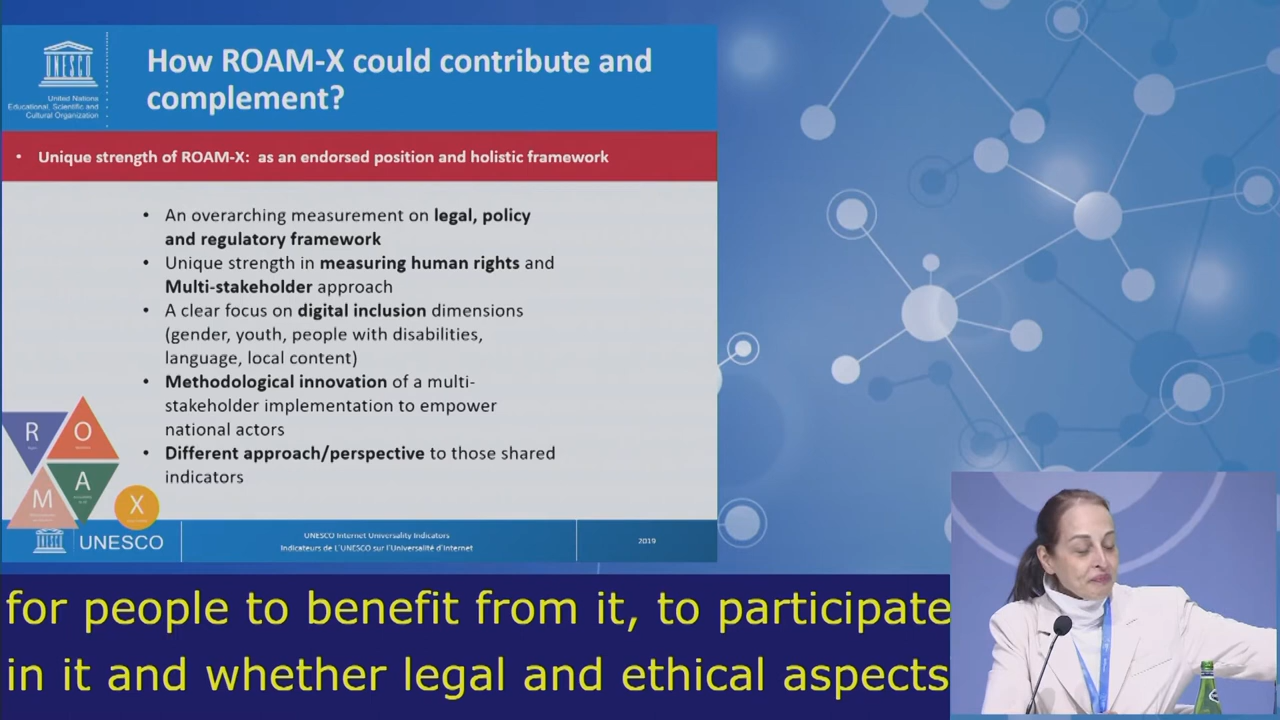 UNESCO
United Nations
Educational, Scientific and
Cultural Organization
How ROAM-X could contribute and
complement?
• Unique strength of ROAM-X: as an endorsed position and holistic framework
• An overarching measurement on legal, policy
and regulatory framework
• Unique strength in measuring human rights and
Multi-stakeholder approach
• A clear focus on digital inclusion dimensions
(gender, youth, people with disabilities,
language, local content)
• Methodological innovation of a multi-
stakeholder implementation to empower
national actors
• Different approach/perspective to those shared
indicators
R
O
A
M
X
UNESCO
UNESCO Internet Universality Indicators
Indicateurs de L'UNESCO sur l'Universalité d'Internet
2019
for people to benefit from it, to participate
in it and whether legal and ethical aspects